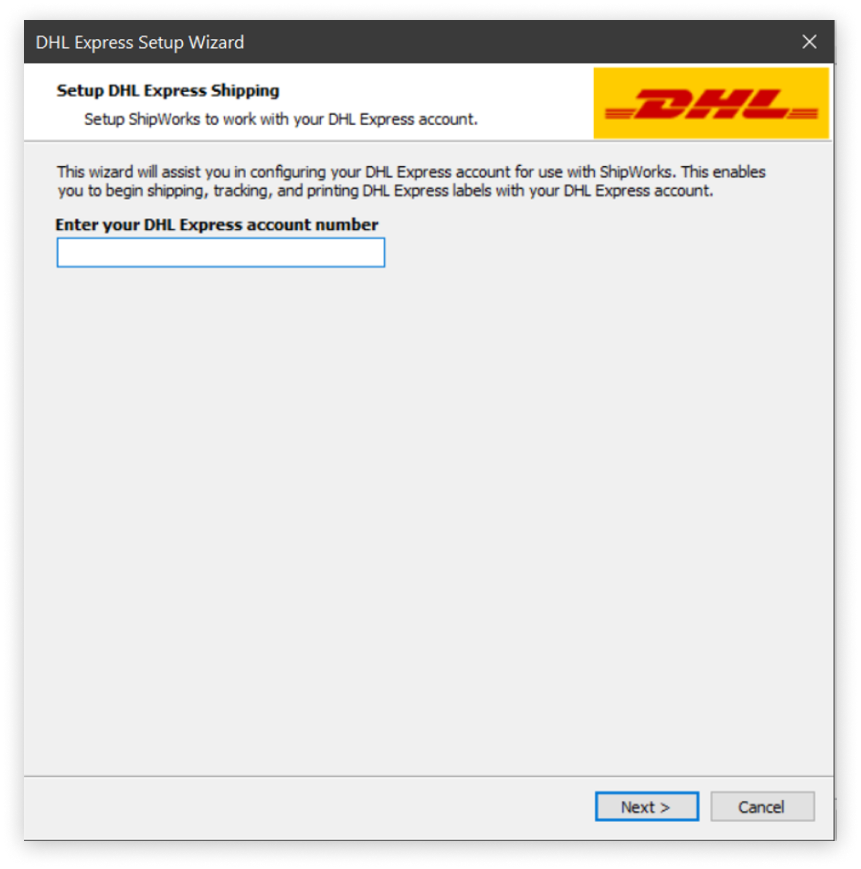 DHL Express Setup Wizard
Setup DHL Express Shipping
Setup ShipWorks to work with your DHL Express account.
DHL
This wizard will assist you in configuring your DHL Express account for use with ShipWorks. This enables
you to begin shipping, tracking, and printing DHL Express labels with your DHL Express account.
Enter your DHL Express account number
Next >
Cancel